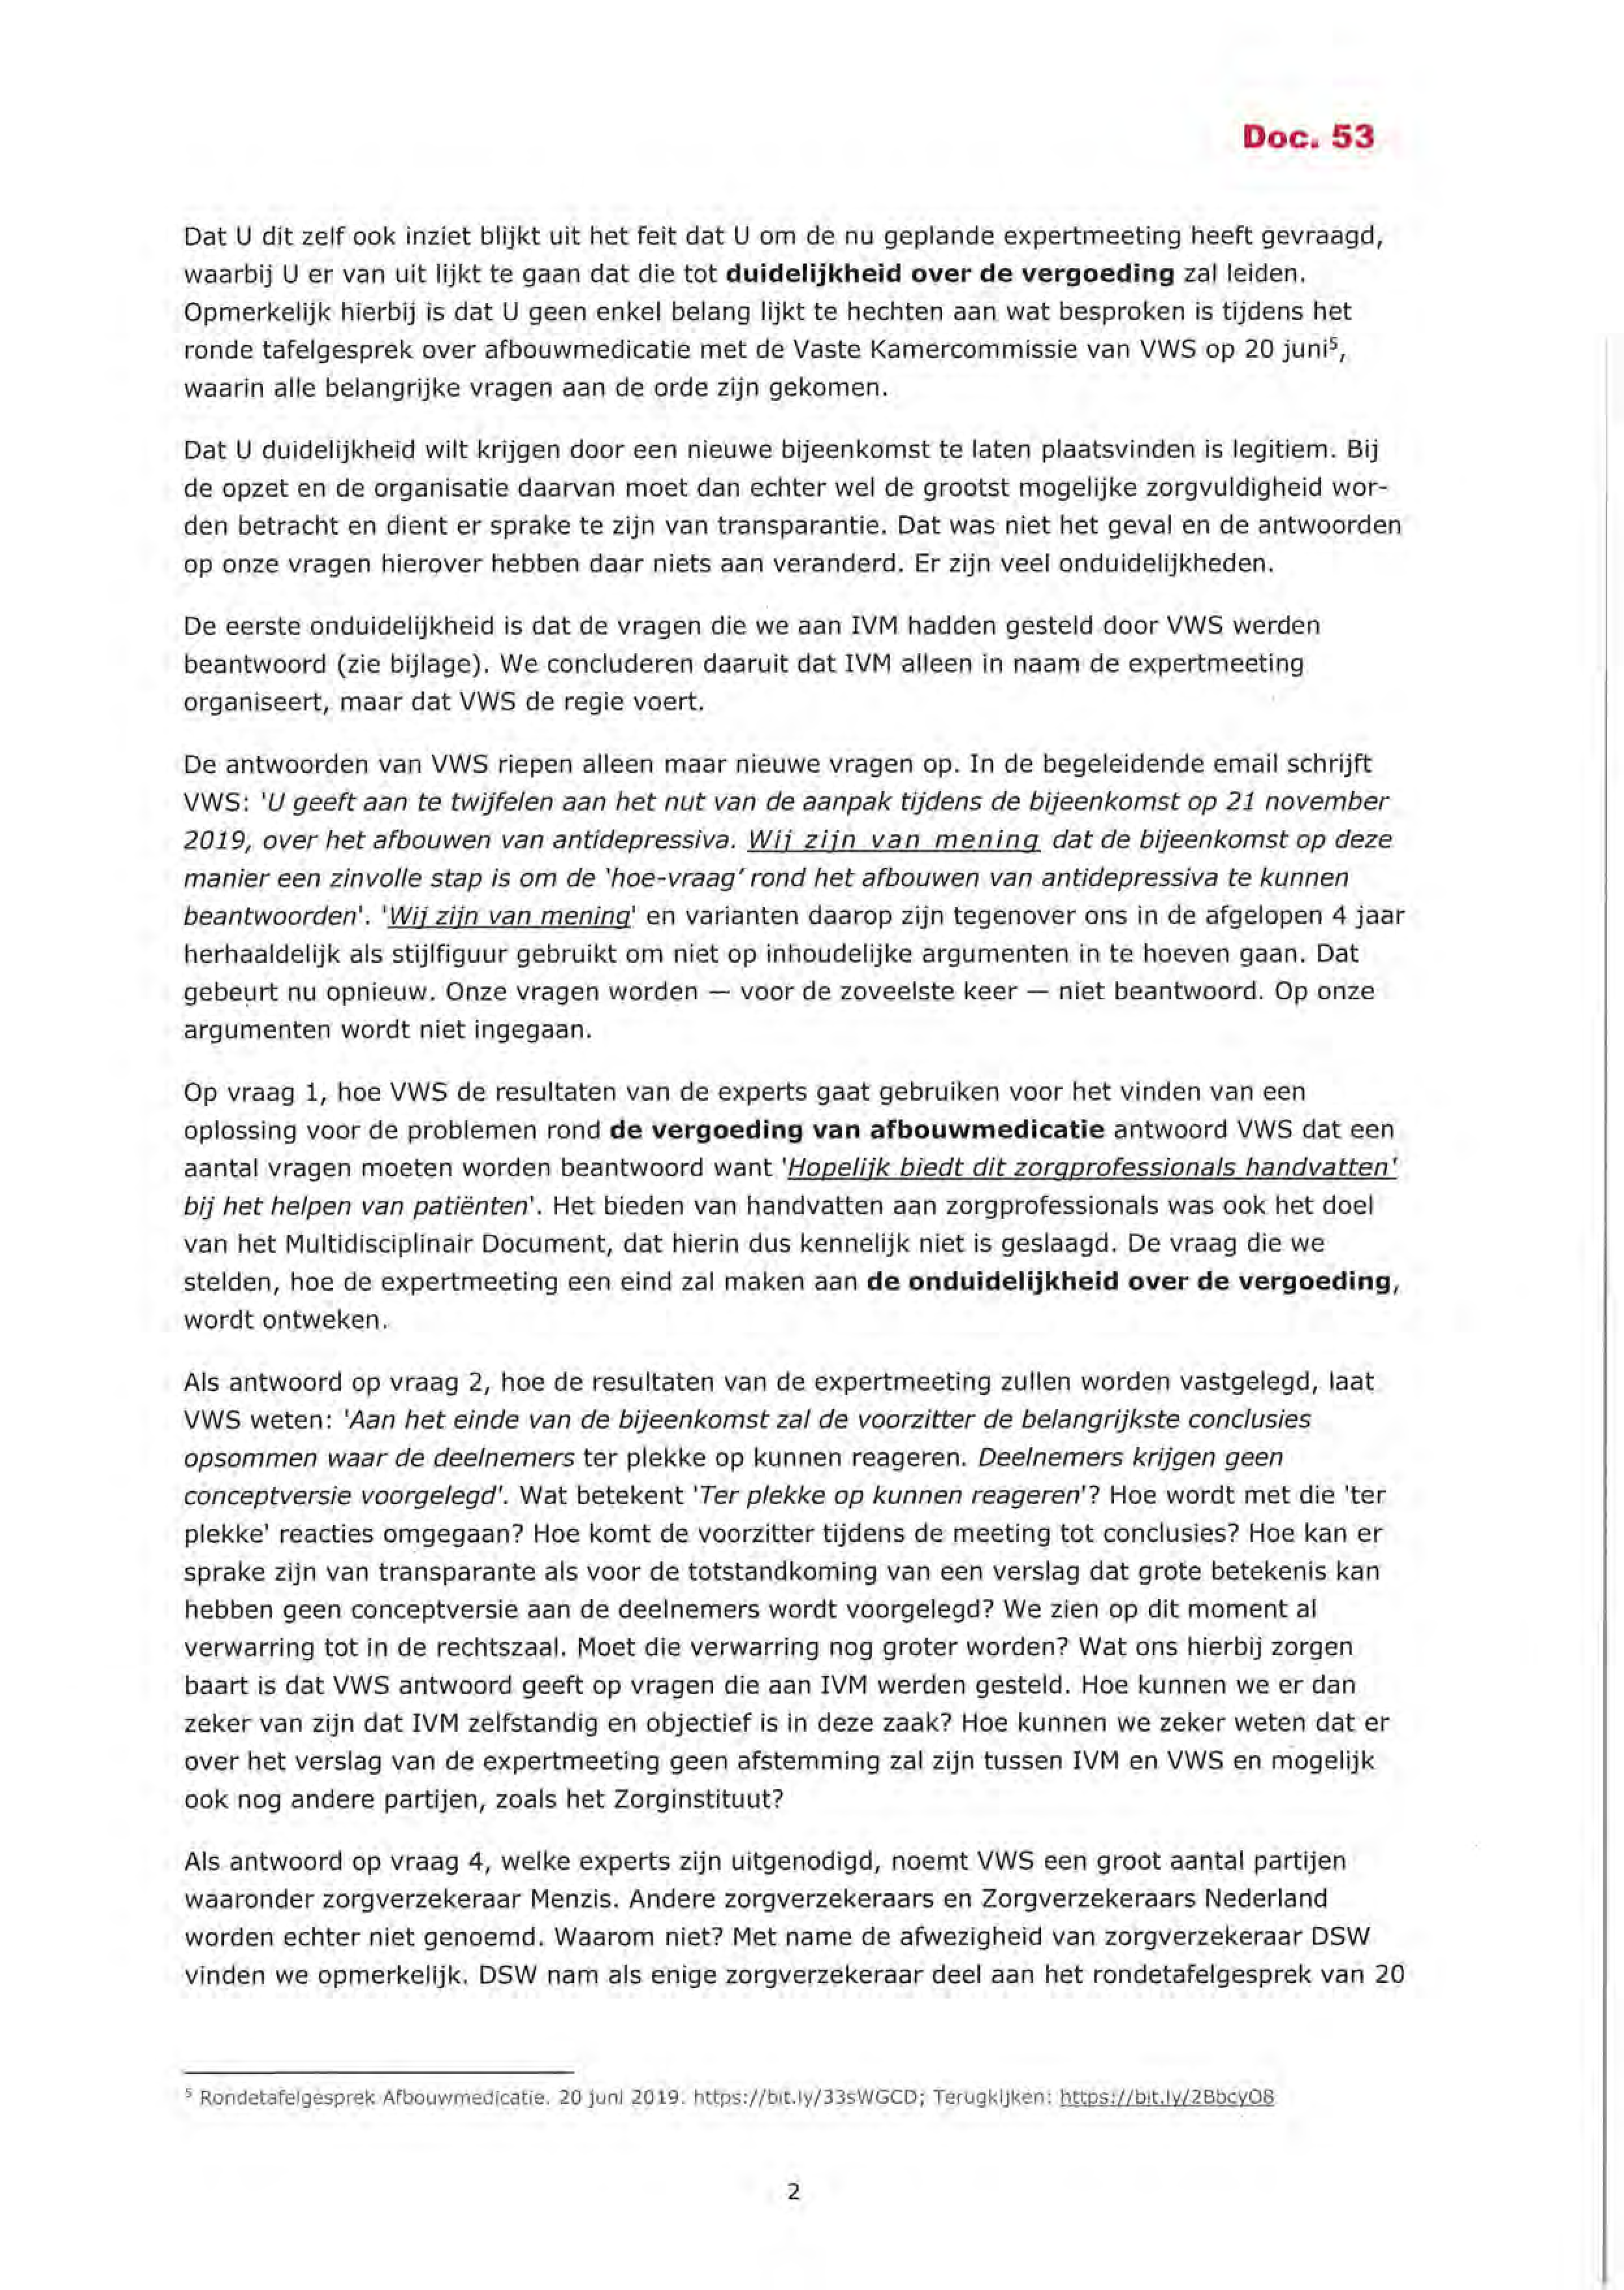 Doc. 53
Dat U dit zelf ook inziet blijkt uit het feit dat U om de nu geplande expertmeeting heeft gevraagd,
waarbij U er van uit lijkt te gaan dat die tot duidelijkheid over de vergoeding zal leiden.
Opmerkelijk hierbij is dat U geen enkel belang lijkt te hechten aan wat besproken is tijdens het
ronde tafelgesprek over afbouwmedicatie met de Vaste Kamercommissie van VWS op 20 juni⁵,
waarin alle belangrijke vragen aan de orde zijn gekomen.
Dat U duidelijkheid wilt krijgen door een nieuwe bijeenkomst te laten plaatsvinden is legitiem. Bij
de opzet en de organisatie daarvan moet dan echter wel de grootst mogelijke zorgvuldigheid wor-
den betracht en dient er sprake te zijn van transparantie. Dat was niet het geval en de antwoorden
op onze vragen hierover hebben daar niets aan veranderd. Er zijn veel onduidelijkheden.
De eerste onduidelijkheid is dat de vragen die we aan IVM hadden gesteld door VWS werden
beantwoord (zie bijlage). We concluderen daaruit dat IVM alleen in naam de expertmeeting
organiseert, maar dat VWS de regie voert.
De antwoorden van VWS riepen alleen maar nieuwe vragen op. In de begeleidende email schrijft
VWS: 'U geeft aan te twijfelen aan het nut van de aanpak tijdens de bijeenkomst op 21 november
2019, over het afbouwen van antidepressiva. Wij zijn van mening dat de bijeenkomst op deze
manier een zinvolle stap is om de 'hoe-vraag' rond het afbouwen van antidepressiva te kunnen
beantwoorden'. 'Wij zijn van mening' en varianten daarop zijn tegenover ons in de afgelopen 4 jaar
herhaaldelijk als stijlfiguur gebruikt om niet op inhoudelijke argumenten in te hoeven gaan. Dat
gebeurt nu opnieuw. Onze vragen worden — voor de zoveelste keer — niet beantwoord. Op onze
argumenten wordt niet ingegaan.
Op vraag 1, hoe VWS de resultaten van de experts gaat gebruiken voor het vinden van een
oplossing voor de problemen rond de vergoeding van afbouwmedicatie antwoord VWS dat een
aantal vragen moeten worden beantwoord want 'Hopelijk biedt dit zorgprofessionals handvatten'
bij het helpen van patiënten'. Het bieden van handvatten aan zorgprofessionals was ook het doel
van het Multidisciplinair Document, dat hierin dus kennelijk niet is geslaagd. De vraag die we
stelden, hoe de expertmeeting een eind zal maken aan de onduidelijkheid over de vergoeding,
wordt ontweken.
Als antwoord op vraag 2, hoe de resultaten van de expertmeeting zullen worden vastgelegd, laat
VWS weten: 'Aan het einde van de bijeenkomst zal de voorzitter de belangrijkste conclusies
opsommen waar de deelnemers ter plekke op kunnen reageren. Deelnemers krijgen geen
conceptversie voorgelegd'. Wat betekent 'Ter plekke op kunnen reageren'? Hoe wordt met die 'ter
plekke' reacties omgegaan? Hoe komt de voorzitter tijdens de meeting tot conclusies? Hoe kan er
sprake zijn van transparante als voor de totstandkoming van een verslag dat grote betekenis kan
hebben geen conceptversie aan de deelnemers wordt voorgelegd? We zien op dit moment al
verwarring tot in de rechtszaal. Moet die verwarring nog groter worden? Wat ons hierbij zorgen
baart is dat VWS antwoord geeft op vragen die aan IVM werden gesteld. Hoe kunnen we er dan
zeker van zijn dat IVM zelfstandig en objectief is in deze zaak? Hoe kunnen we zeker weten dat er
over het verslag van de expertmeeting geen afstemming zal zijn tussen IVM en VWS en mogelijk
ook nog andere partijen, zoals het Zorginstituut?
Als antwoord op vraag 4, welke experts zijn uitgenodigd, noemt VWS een groot aantal partijen
waaronder zorgverzekeraar Menzis. Andere zorgverzekeraars en Zorgverzekeraars Nederland
worden echter niet genoemd. Waarom niet? Met name de afwezigheid van zorgverzekeraar DSW
vinden we opmerkelijk. DSW nam als enige zorgverzekeraar deel aan het rondetafelgesprek van 20
⁵ Rondetafelgesprek Afbouwmedicatie. 20 juni 2019. https://bit.ly/33sWGCD; Terugkijken: https://bit.ly/2BbcyO8
2